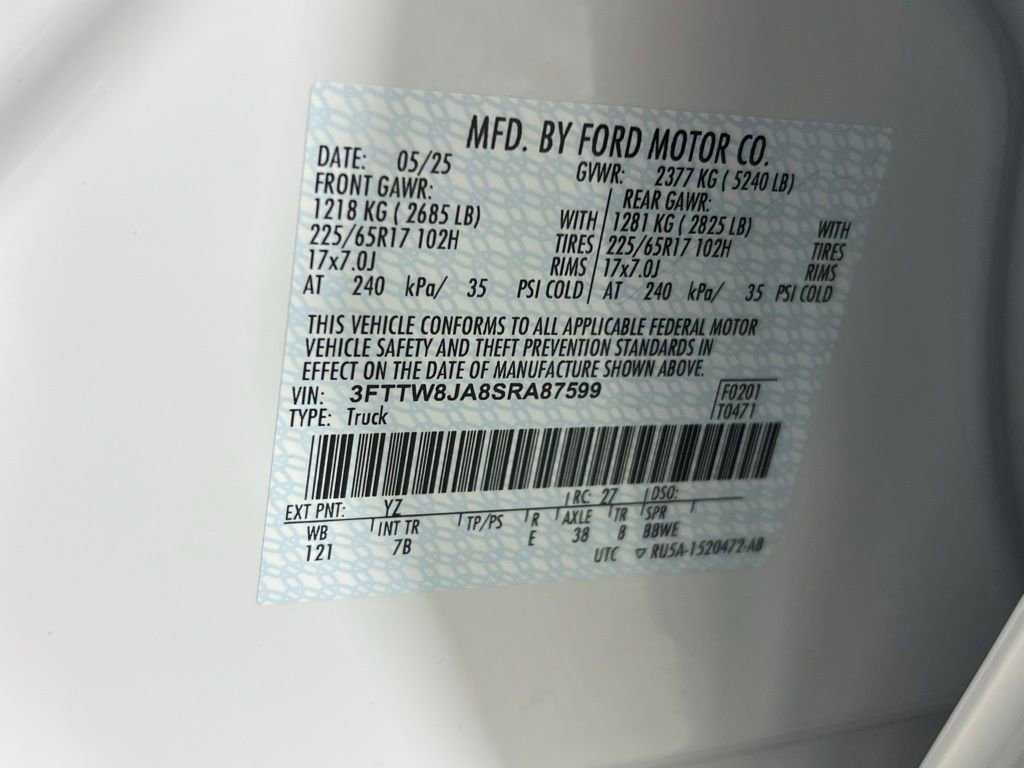 MFD. BY FORD MOTOR CO.
DATE: 05/25 GVWR: 2377 KG ( 5240 LB)
FRONT GAWR: REAR GAWR:
1218 KG ( 2685 LB) WITH 1281 KG ( 2825 LB) WITH
225/65R17 102H TIRES 225/65R17 102H TIRES
17x7.0J RIMS 17x7.0J RIMS
AT 240 kPa/ 35 PSI COLD AT 240 kPa/ 35 PSI COLD
THIS VEHICLE CONFORMS TO ALL APPLICABLE FEDERAL MOTOR
VEHICLE SAFETY AND THEFT PREVENTION STANDARDS IN
EFFECT ON THE DATE OF MANUFACTURE SHOWN ABOVE.
VIN: 3FTTW8JA8SRA87599 F0201
TYPE: Truck T0471
EXT PNT: YZ RC: 27 DSO:
WB INT TR TP/PS R AXLE TR SPR
121 7B E 38 8 BBWE
UTC ▽ RU5A-1520472-AB